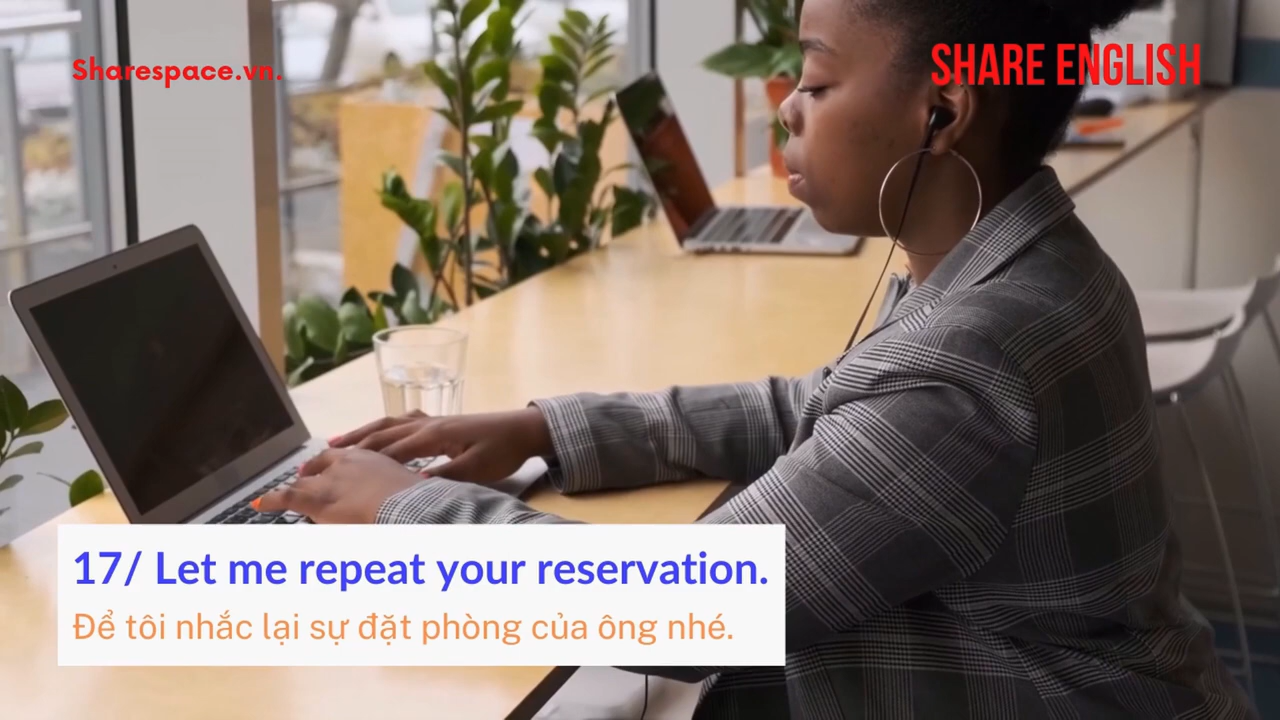 Sharespace.vn.
SHARE ENGLISH
17/ Let me repeat your reservation.
Để tôi nhắc lại sự đặt phòng của ông nhé.